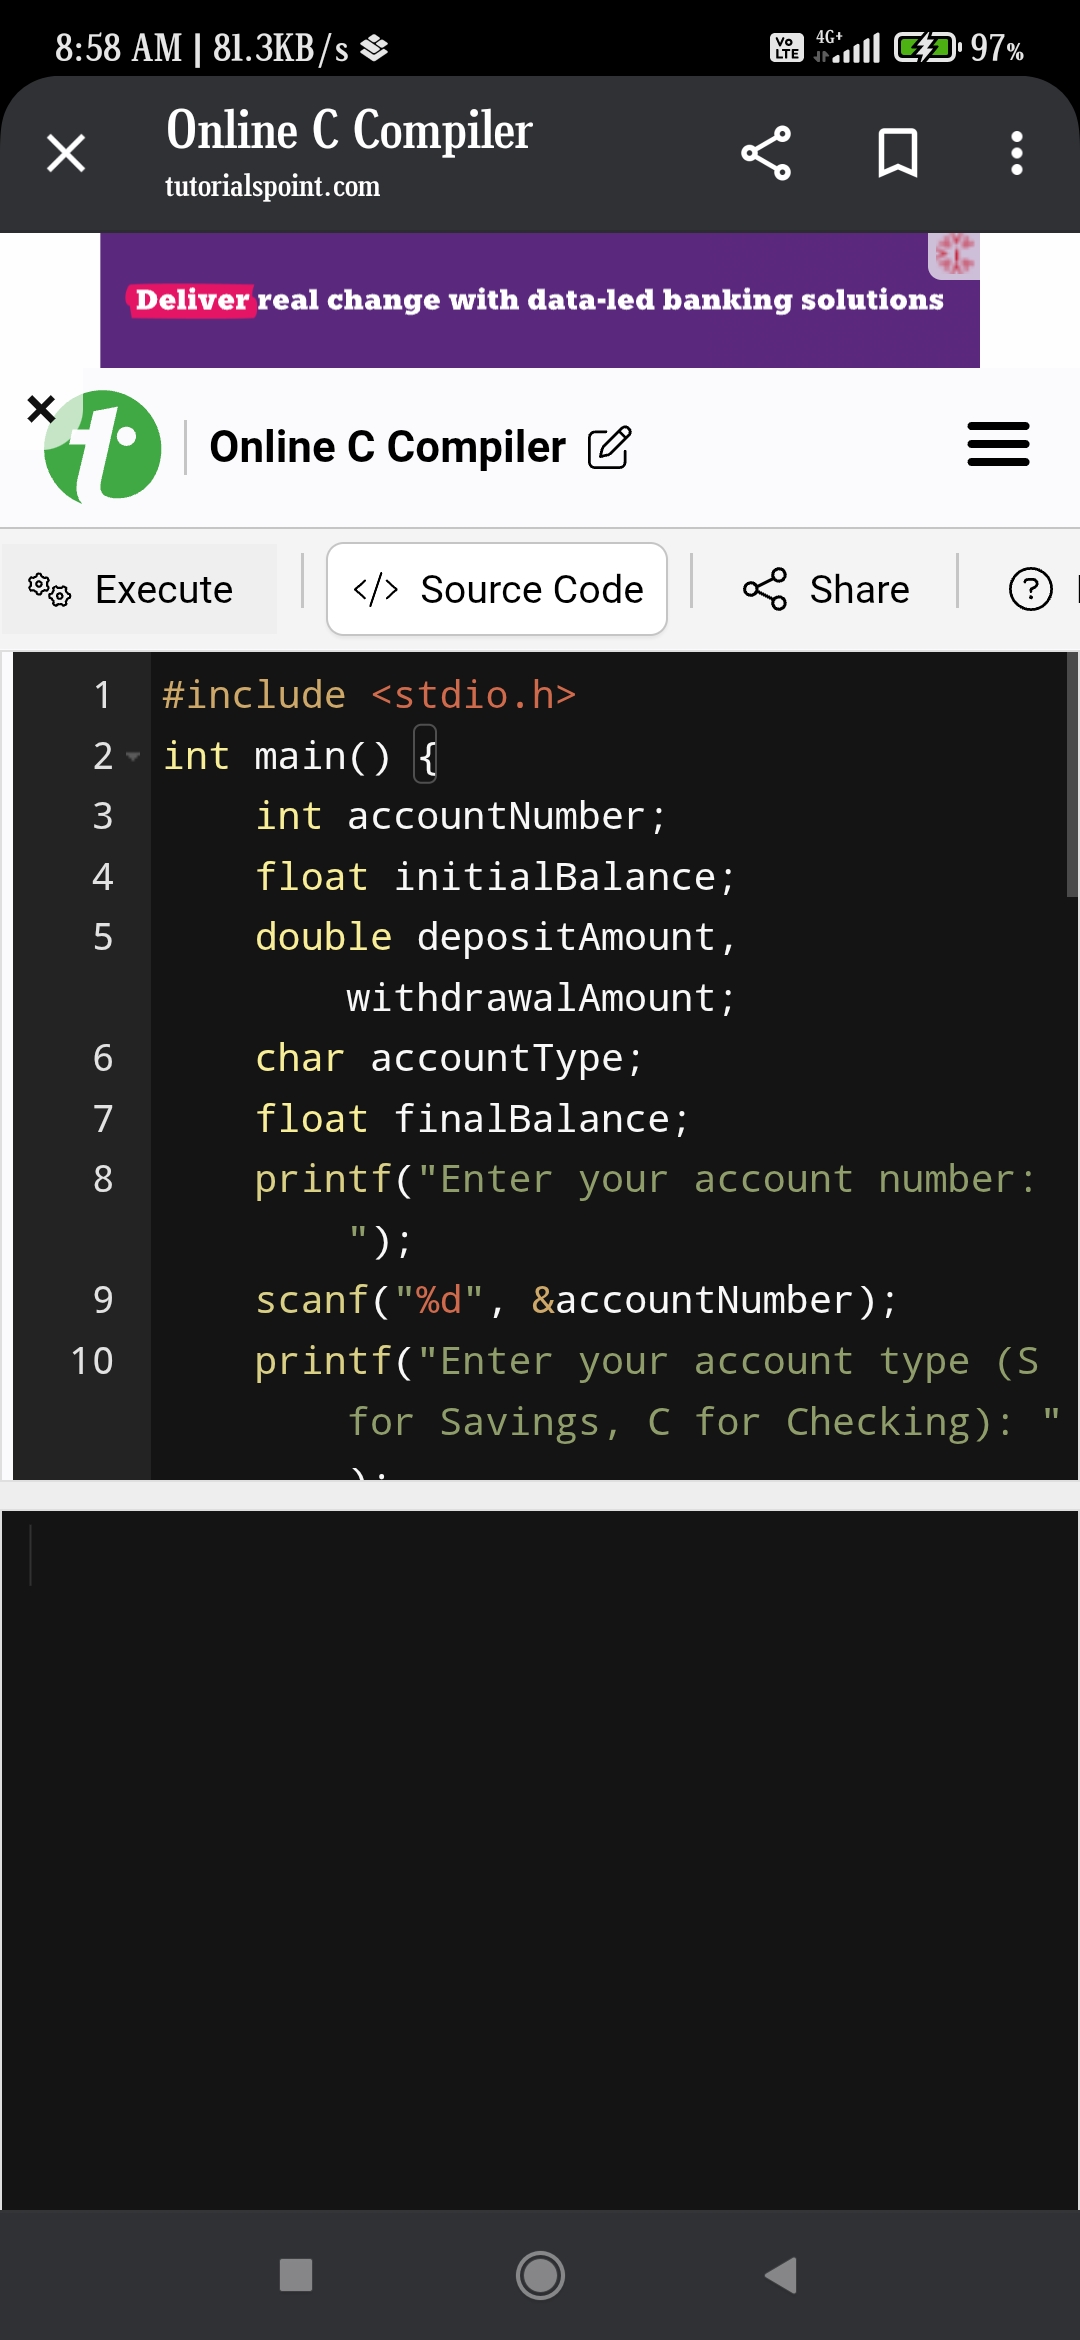 8:58 AM | 81.3KB/s
Vo LTE 4G+ 97%
Online C Compiler
tutorialspoint.com
Deliver real change with data-led banking solutions
Online C Compiler
Execute </> Source Code Share ?
1 #include <stdio.h>
2 int main() {
3 int accountNumber;
4 float initialBalance;
5 double depositAmount,
withdrawalAmount;
6 char accountType;
7 float finalBalance;
8 printf("Enter your account number:
");
9 scanf("%d", &accountNumber);
10 printf("Enter your account type (S
for Savings, C for Checking): "
);